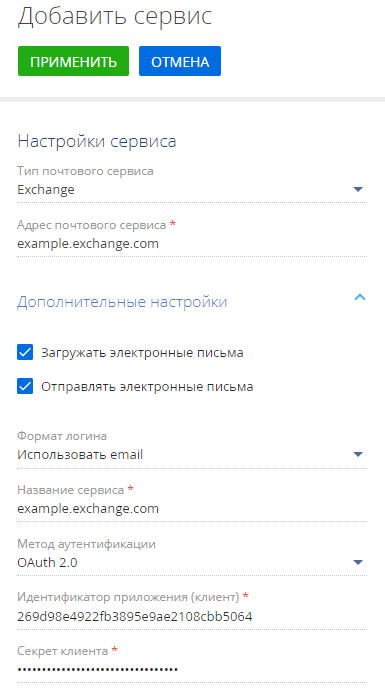 Добавить сервис
ПРИМЕНИТЬ ОТМЕНА
Настройки сервиса
Тип почтового сервиса
Exchange
Адрес почтового сервиса *
example.exchange.com
Дополнительные настройки
Загружать электронные письма
Отправлять электронные письма
Формат логина
Использовать email
Название сервиса *
example.exchange.com
Метод аутентификации
OAuth 2.0
Идентификатор приложения (клиент) *
269d98e4922fb3895e9ae2108cbb5064
Секрет клиента *
••••••••••••••••••••••••••••••••